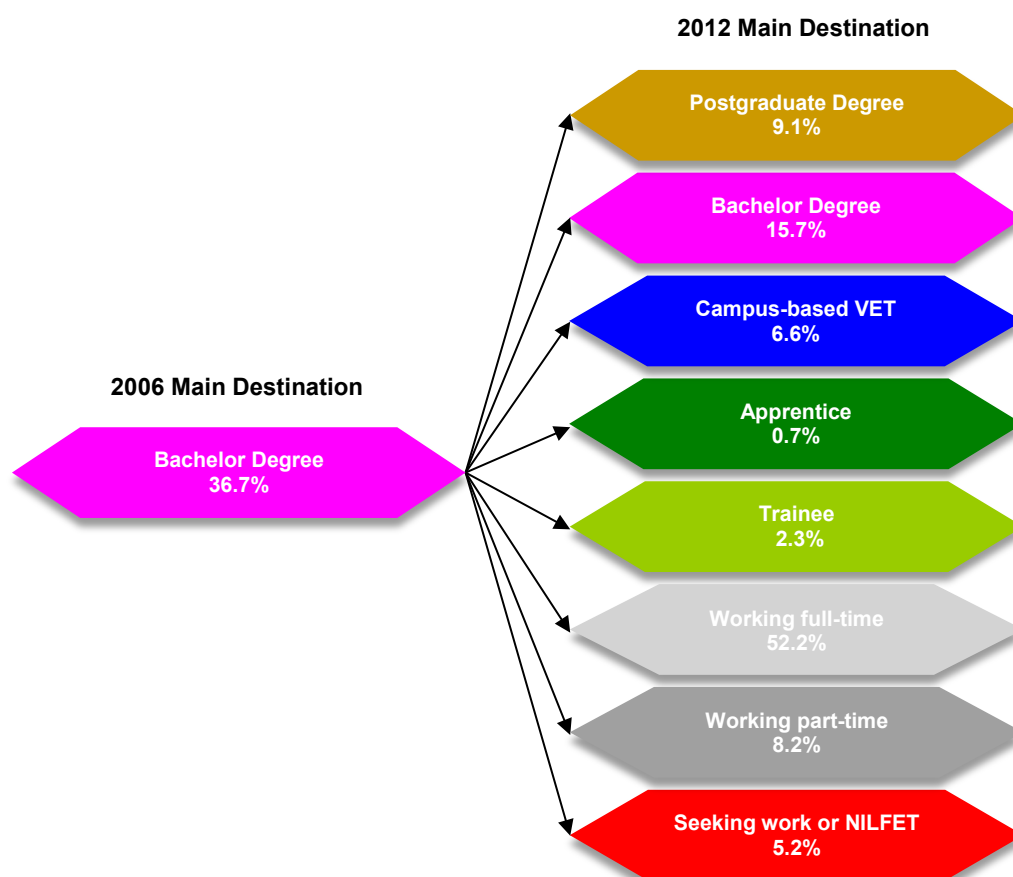 2012 Main Destination
Postgraduate Degree
9.1%
Bachelor Degree
15.7%
Campus-based VET
6.6%
2006 Main Destination
Bachelor Degree
36.7%
Apprentice
0.7%
Trainee
2.3%
Working full-time
52.2%
Working part-time
8.2%
Seeking work or NILFET
5.2%